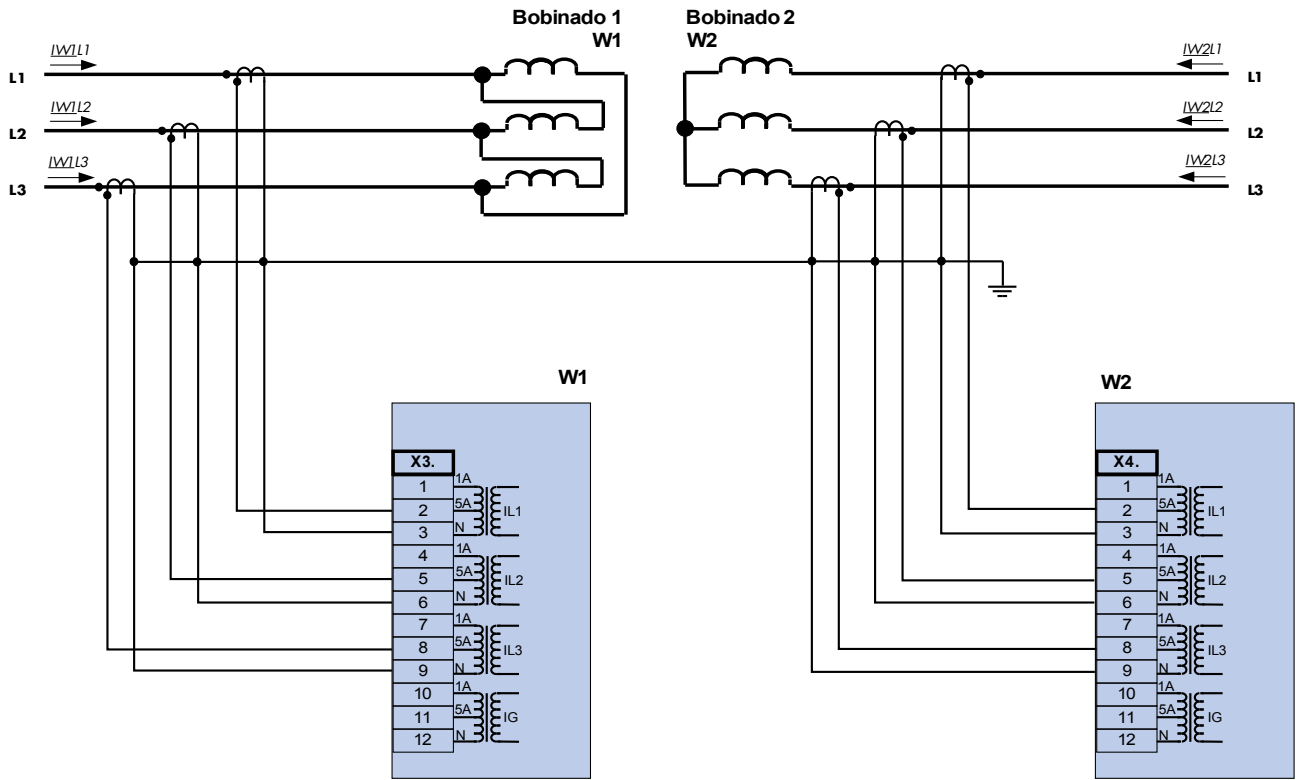 Bobinado 1
W1
Bobinado 2
W2
IW1L1
L1
IW1L2
L2
IW1L3
L3
IW2L1
L1
IW2L2
L2
IW2L3
L3
W1
X3.
1 1A
2 5A IL1
3 N
4 1A
5 5A IL2
6 N
7 1A
8 5A IL3
9 N
10 1A
11 5A IG
12 N
W2
X4.
1 1A
2 5A IL1
3 N
4 1A
5 5A IL2
6 N
7 1A
8 5A IL3
9 N
10 1A
11 5A IG
12 N